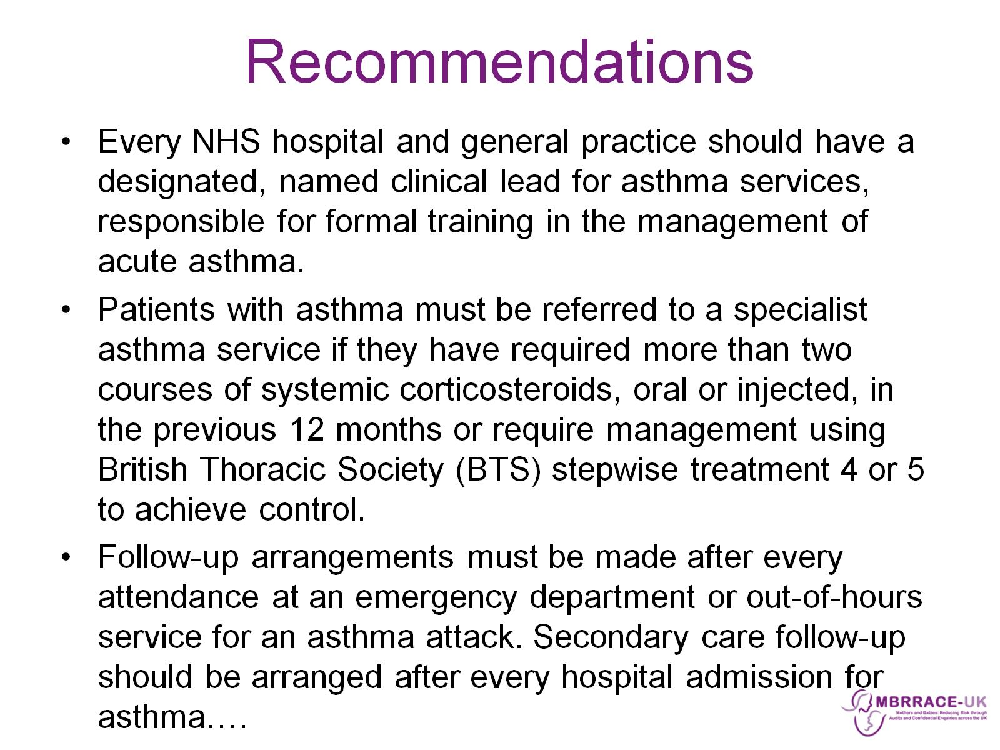 Recommendations
• Every NHS hospital and general practice should have a
designated, named clinical lead for asthma services,
responsible for formal training in the management of
acute asthma.
• Patients with asthma must be referred to a specialist
asthma service if they have required more than two
courses of systemic corticosteroids, oral or injected, in
the previous 12 months or require management using
British Thoracic Society (BTS) stepwise treatment 4 or 5
to achieve control.
• Follow-up arrangements must be made after every
attendance at an emergency department or out-of-hours
service for an asthma attack. Secondary care follow-up
should be arranged after every hospital admission for
asthma….
MBRRACE-UK
Mothers and Babies: Reducing Risk through
Audits and Confidential Enquiries across the UK